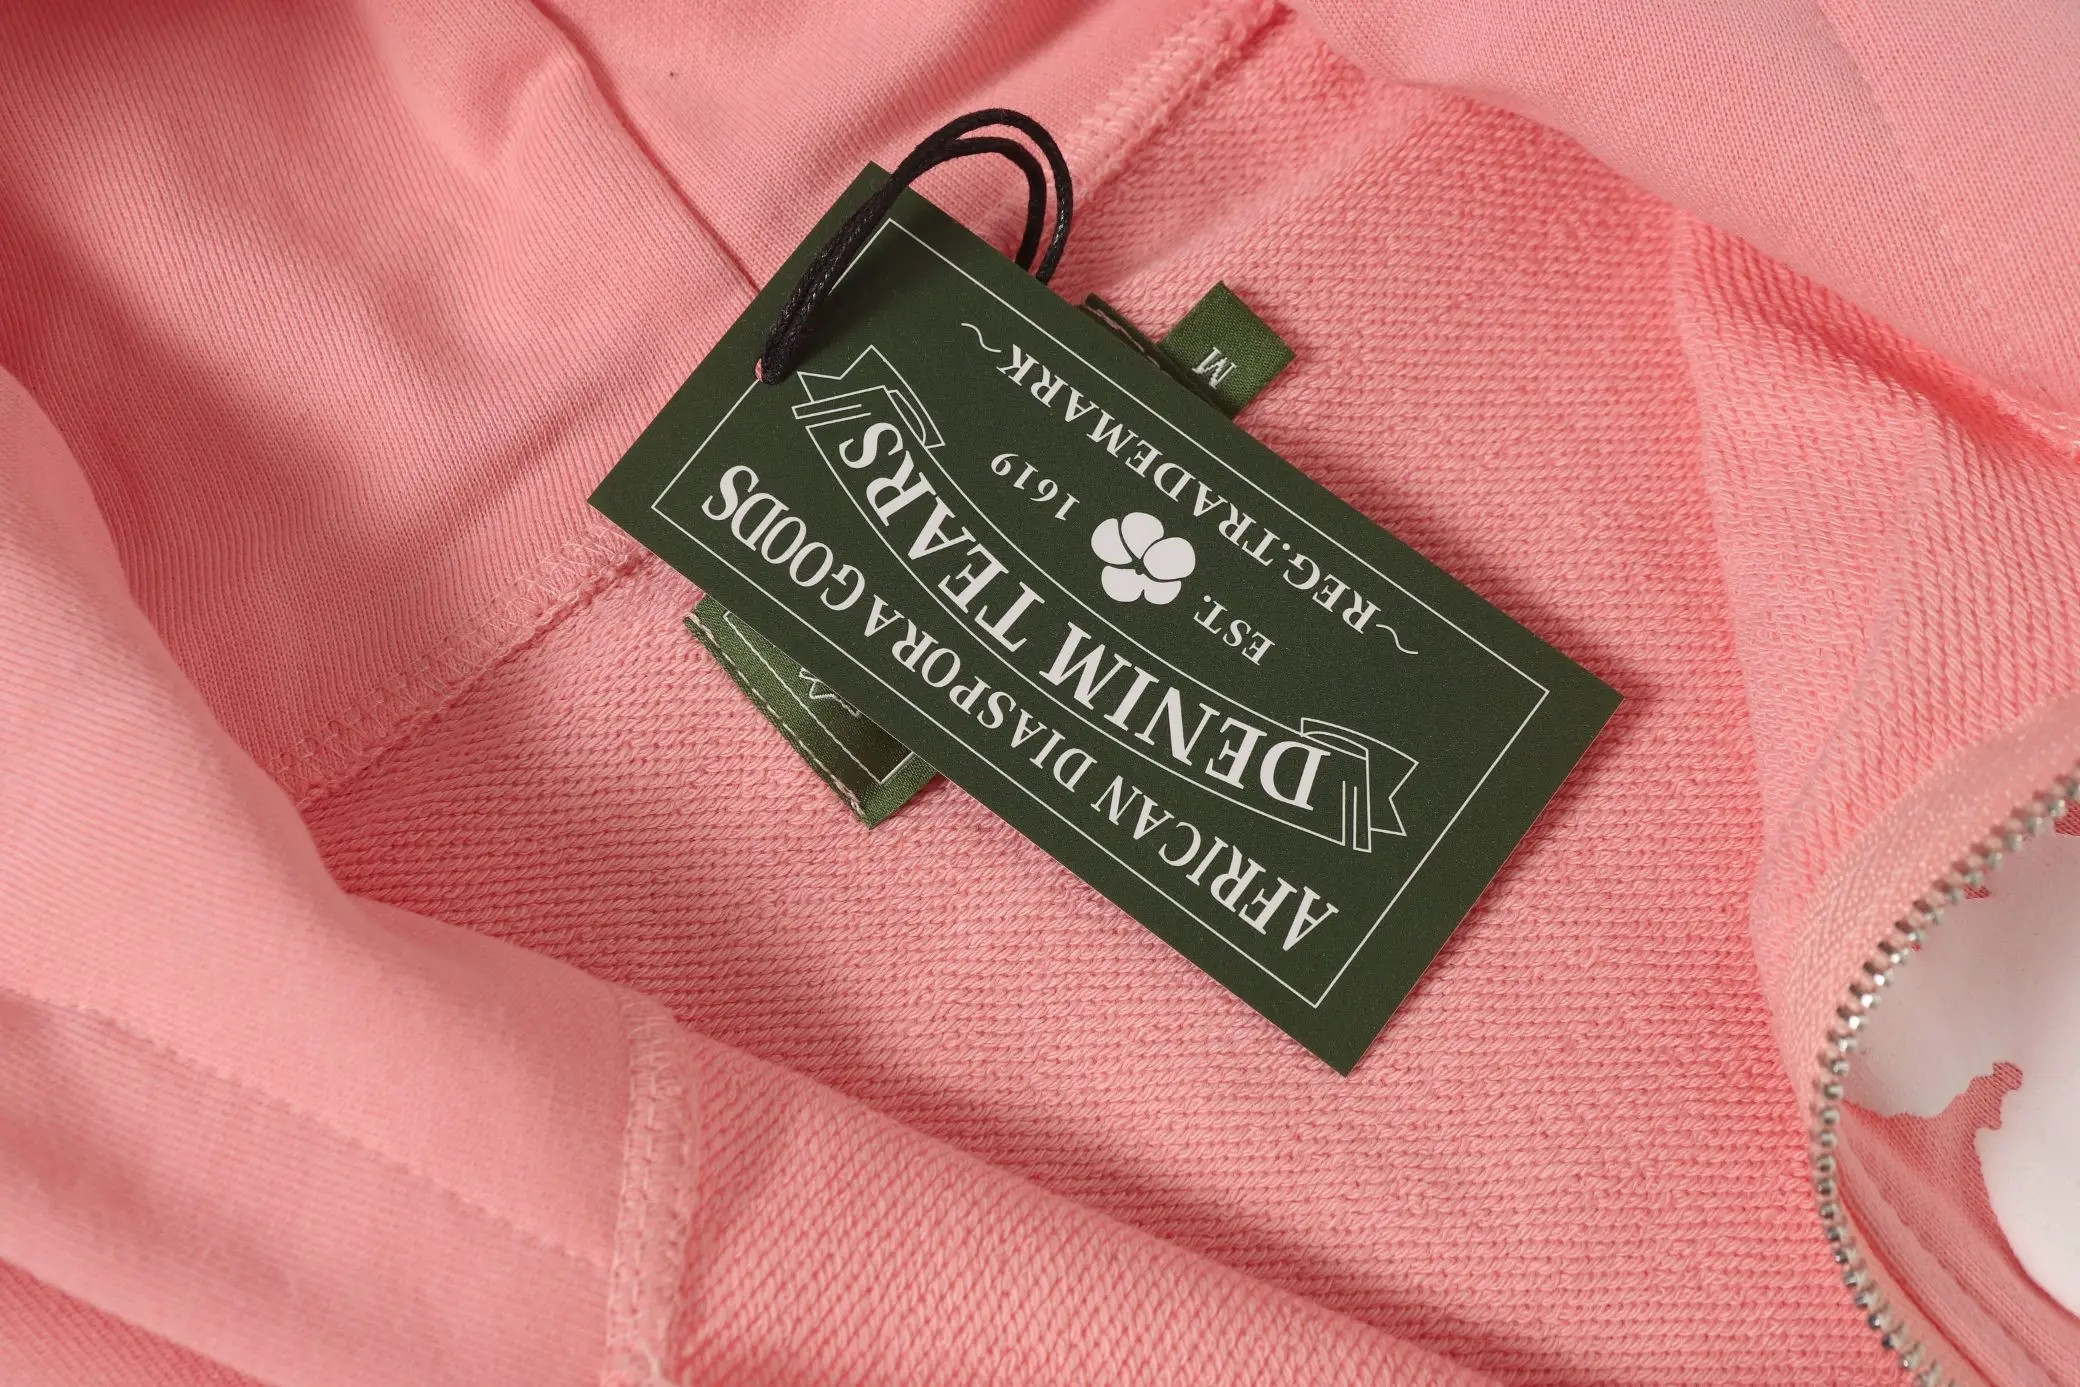 AFRICAN DIASPORA GOODS
DENIM TEARS
EST. 1619
~REG.TRADEMARK~
M